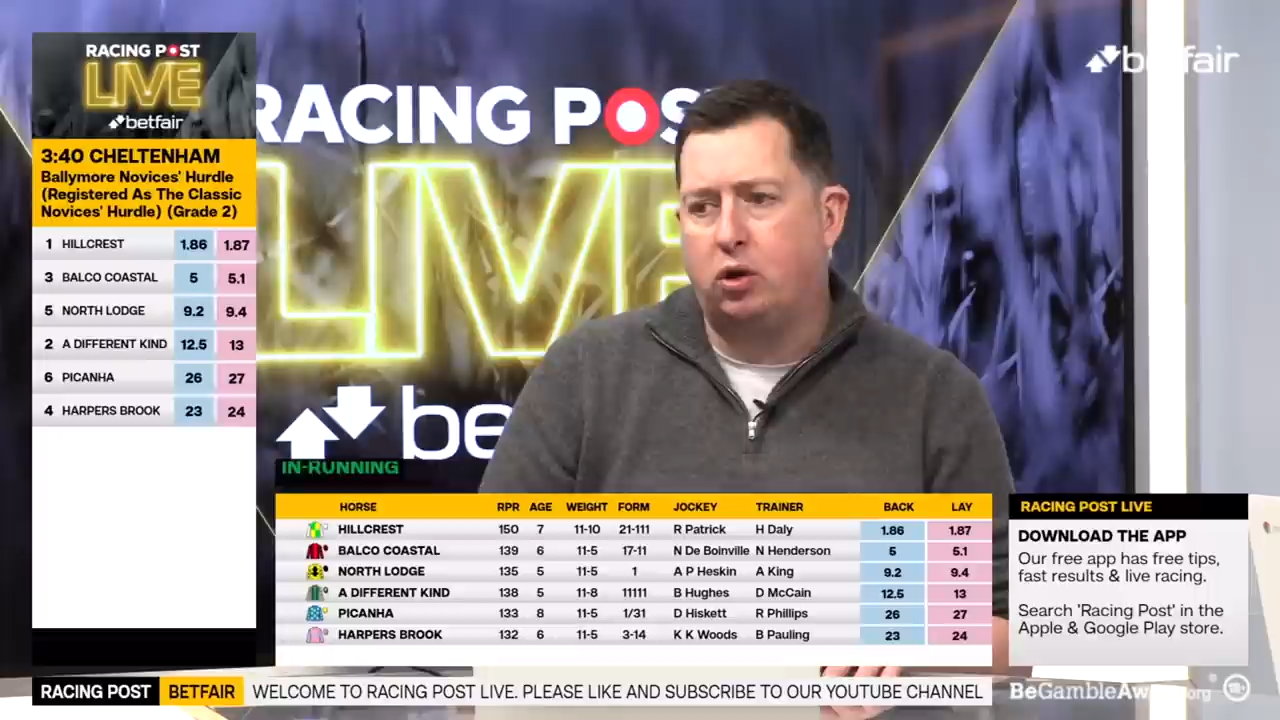 RACING POST
LIVE
betfair
3:40 CHELTENHAM
Ballymore Novices' Hurdle
(Registered As The Classic
Novices' Hurdle) (Grade 2)
1 HILLCREST 1.86 1.87
3 BALCO COASTAL 5 5.1
5 NORTH LODGE 9.2 9.4
2 A DIFFERENT KIND 12.5 13
6 PICANHA 26 27
4 HARPERS BROOK 23 24
RACING POS
LIVE
be
betfair
IN-RUNNING
HORSE RPR AGE WEIGHT FORM JOCKEY TRAINER BACK LAY
HILLCREST 150 7 11-10 21-111 R Patrick H Daly 1.86 1.87
BALCO COASTAL 139 6 11-5 17-11 N De Boinville N Henderson 5 5.1
NORTH LODGE 135 5 11-5 1 A P Heskin A King 9.2 9.4
A DIFFERENT KIND 138 5 11-8 11111 B Hughes D McCain 12.5 13
PICANHA 133 8 11-5 1/31 D Hiskett R Phillips 26 27
HARPERS BROOK 132 6 11-5 3-14 K K Woods B Pauling 23 24
RACING POST LIVE
DOWNLOAD THE APP
Our free app has free tips,
fast results & live racing.
Search 'Racing Post' in the
Apple & Google Play store.
RACING POST BETFAIR WELCOME TO RACING POST LIVE. PLEASE LIKE AND SUBSCRIBE TO OUR YOUTUBE CHANNEL
BeGambleAware.org 18+